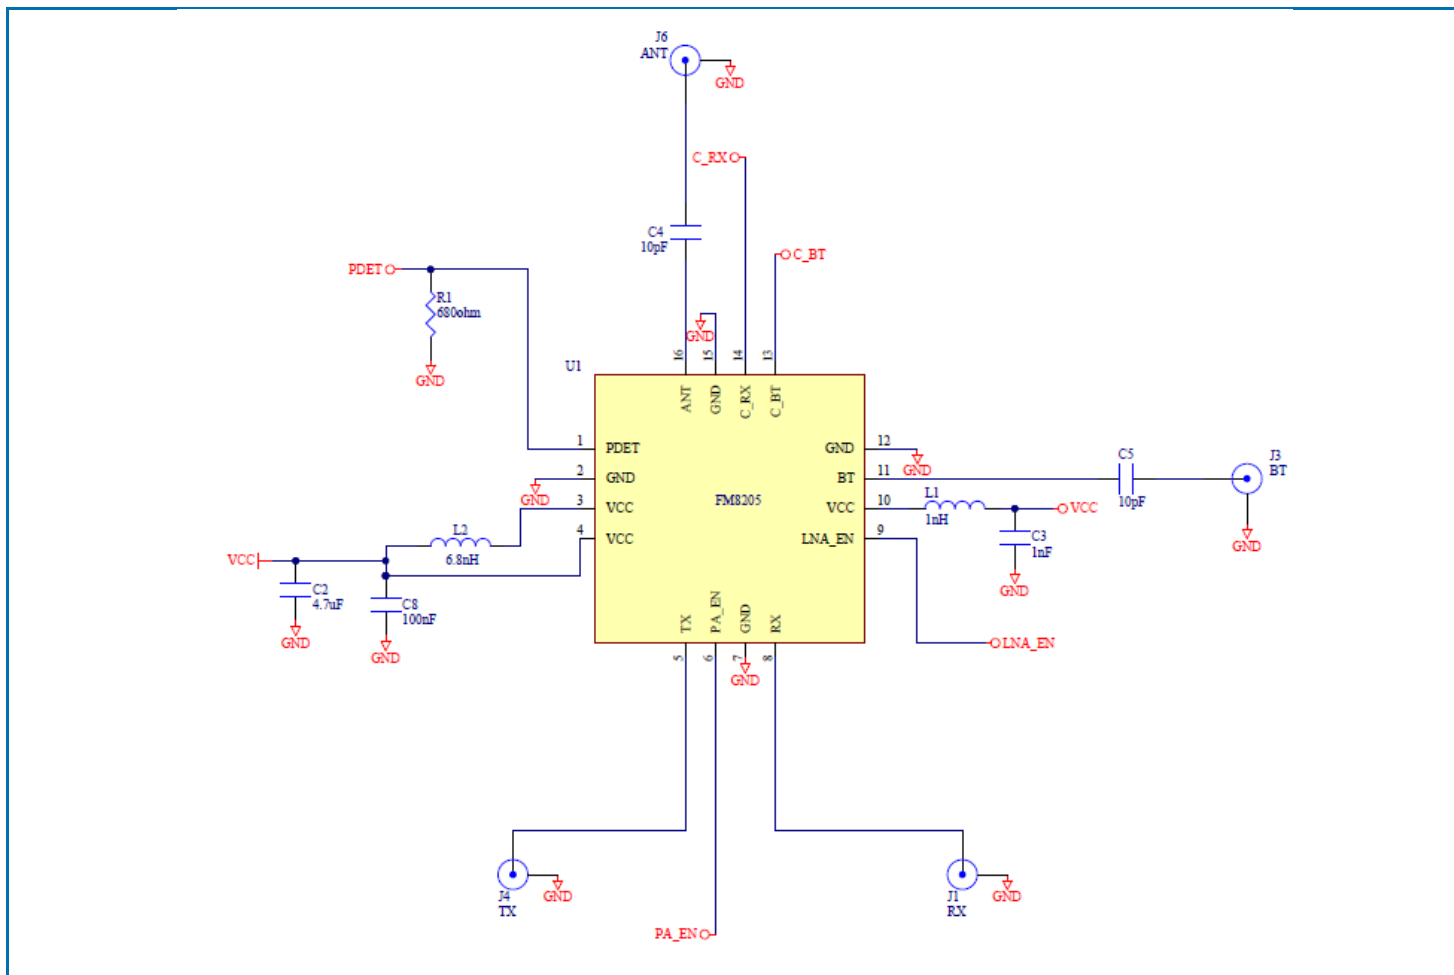 J6
ANT
GND
C_RX
C4
10pF
C_BT
PDET
R1
680ohm
GND
GND
U1
16
15
14
13
ANT
GND
C_RX
C_BT
1
PDET
GND
12
GND
C5
J3
BT
2
GND
BT
11
GND
FM8205
10pF
3
VCC
VCC
10
L1
1nH
VCC
L2
6.8nH
4
VCC
LNA_EN
9
C3
1nF
GND
GND
VCC
C2
4.7uF
GND
C8
100nF
GND
TX
PA_EN
GND
RX
5
6
7
8
GND
LNA_EN
J4
TX
GND
J1
RX
GND
PA_EN